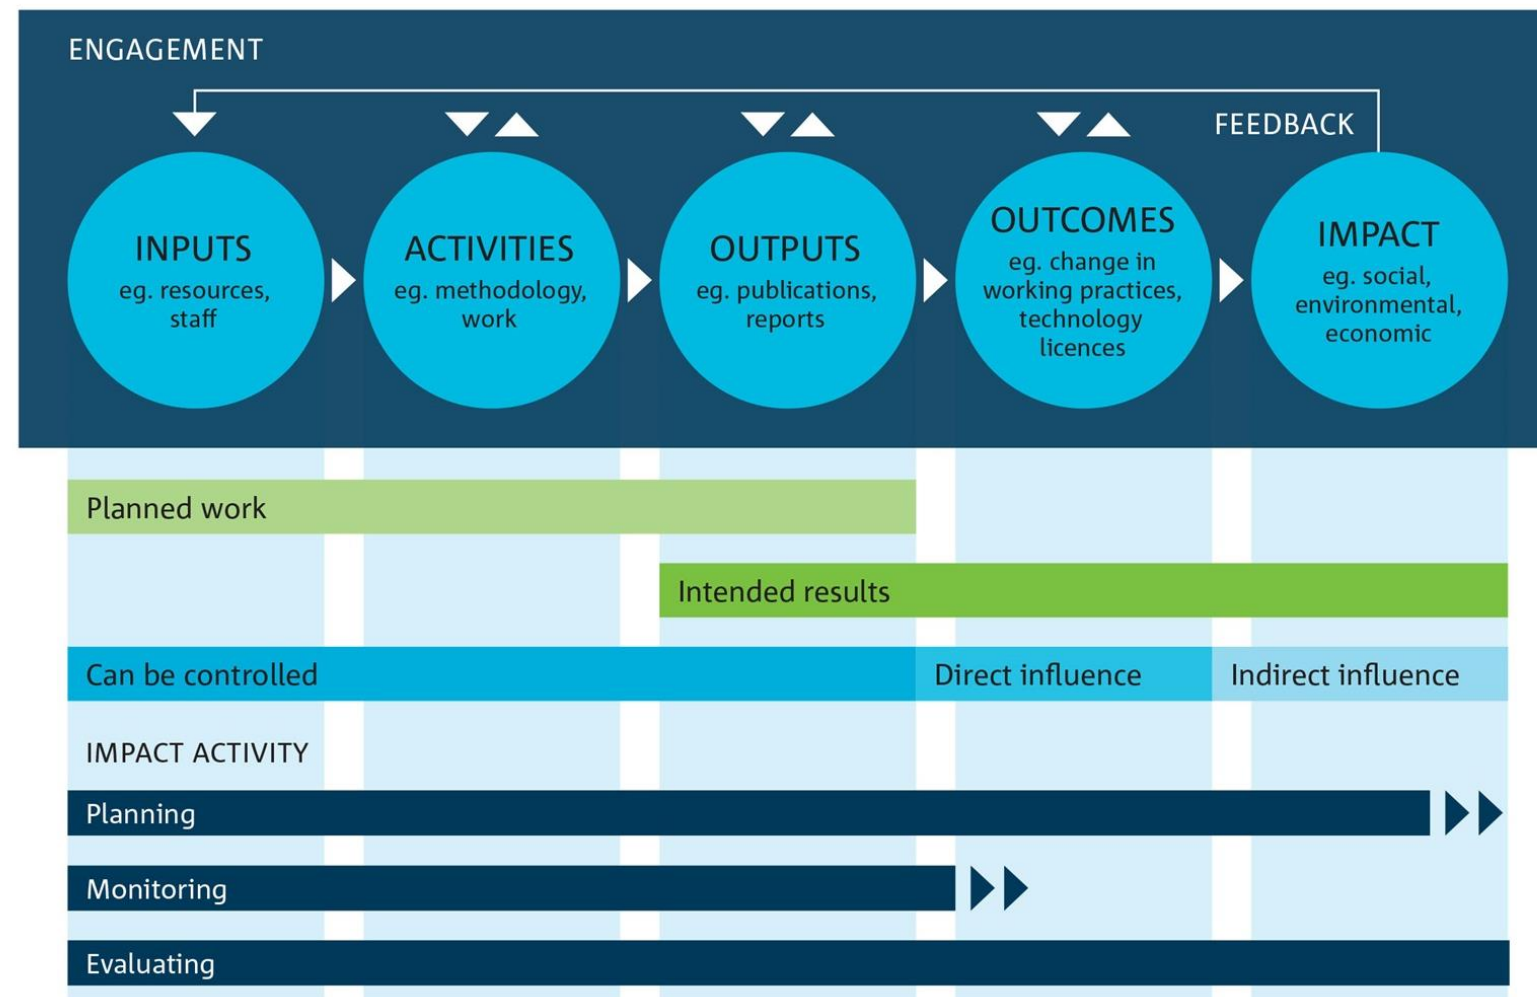 ENGAGEMENT
FEEDBACK
INPUTS
eg. resources,
staff
ACTIVITIES
eg. methodology,
work
OUTPUTS
eg. publications,
reports
OUTCOMES
eg. change in
working practices,
technology
licences
IMPACT
eg. social,
environmental,
economic
Planned work
Intended results
Can be controlled
Direct influence
Indirect influence
IMPACT ACTIVITY
Planning
Monitoring
Evaluating